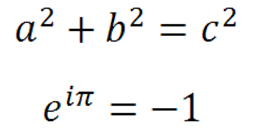 a² + b² = c²
e^{iπ} = −1